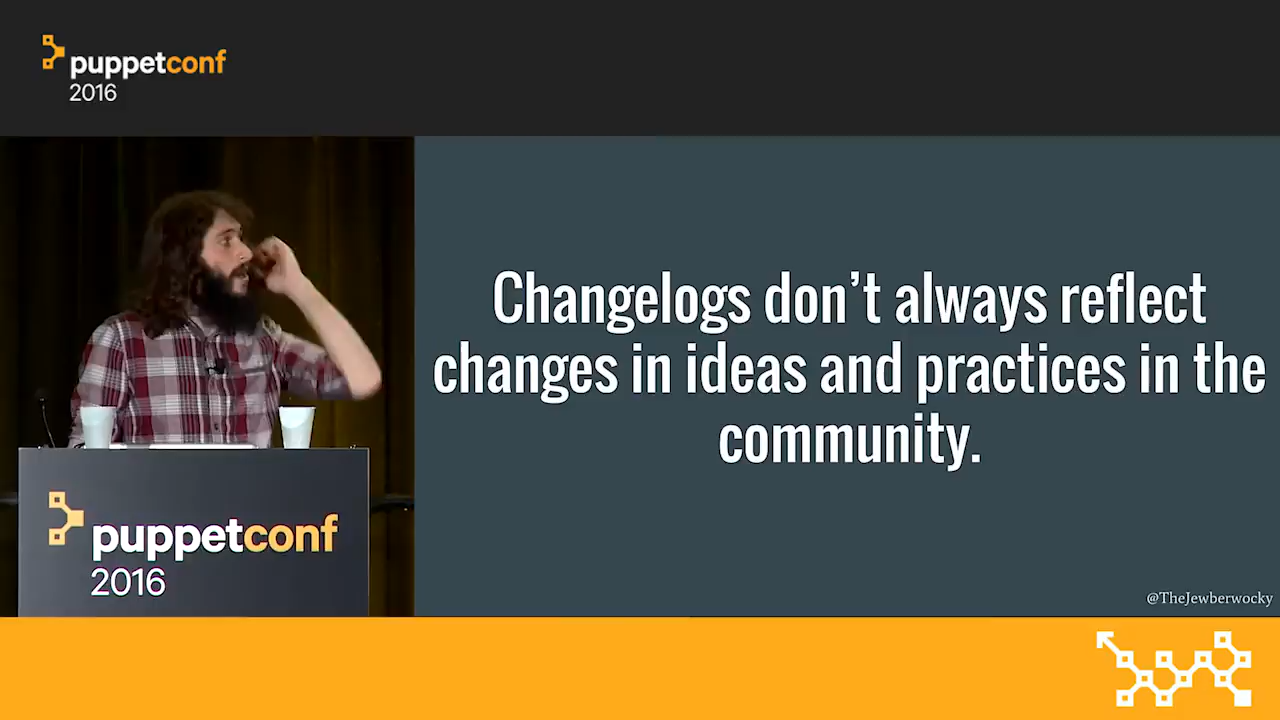 puppetconf
2016
Changelogs don't always reflect
changes in ideas and practices in the
community.
puppetconf
2016
@TheJewberwocky